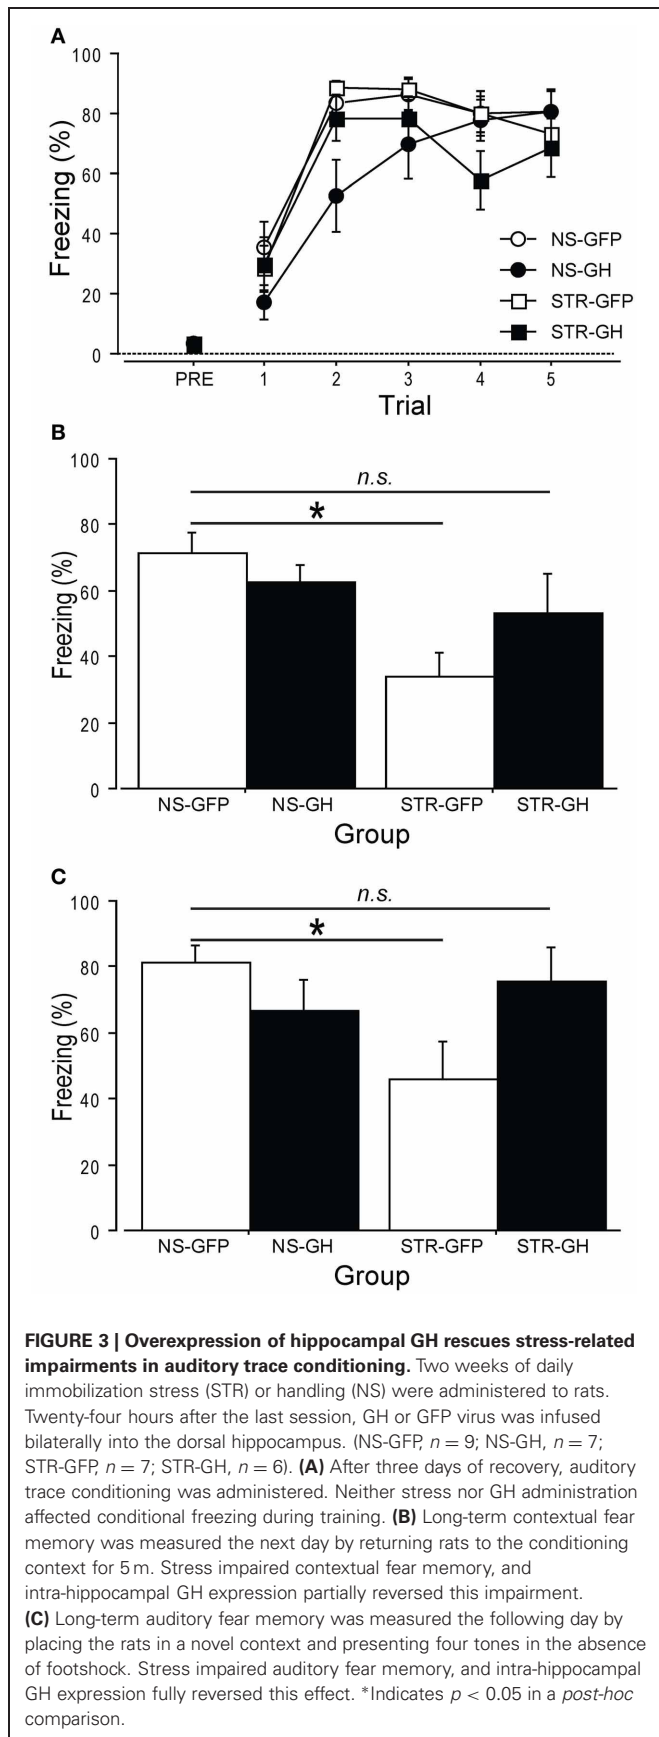 A
100
80
60
40
20
0
Freezing (%)
NS-GFP
NS-GH
STR-GFP
STR-GH
PRE 1 2 3 4 5
Trial
B
100
80
60
40
20
0
Freezing (%)
n.s.
*
NS-GFP NS-GH STR-GFP STR-GH
Group
C
100
80
60
40
20
0
Freezing (%)
n.s.
*
NS-GFP NS-GH STR-GFP STR-GH
Group
FIGURE 3 | Overexpression of hippocampal GH rescues stress-related
impairments in auditory trace conditioning. Two weeks of daily
immobilization stress (STR) or handling (NS) were administered to rats.
Twenty-four hours after the last session, GH or GFP virus was infused
bilaterally into the dorsal hippocampus. (NS-GFP, n = 9; NS-GH, n = 7;
STR-GFP, n = 7; STR-GH, n = 6). (A) After three days of recovery, auditory
trace conditioning was administered. Neither stress nor GH administration
affected conditional freezing during training. (B) Long-term contextual fear
memory was measured the next day by returning rats to the conditioning
context for 5 m. Stress impaired contextual fear memory, and
intra-hippocampal GH expression partially reversed this impairment.
(C) Long-term auditory fear memory was measured the following day by
placing the rats in a novel context and presenting four tones in the absence
of footshock. Stress impaired auditory fear memory, and intra-hippocampal
GH expression fully reversed this effect. *Indicates p < 0.05 in a post-hoc
comparison.